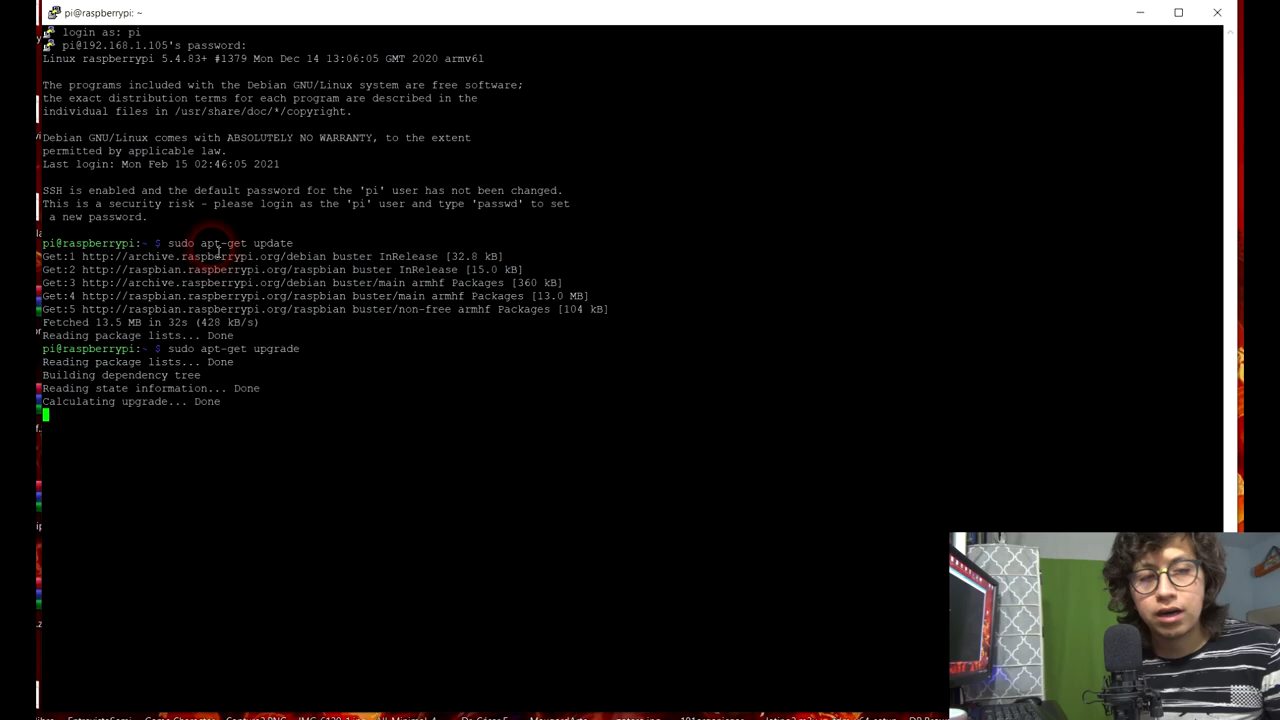 pi@raspberrypi: ~
login as: pi
pi@192.168.1.105's password:
Linux raspberrypi 5.4.83+ #1379 Mon Dec 14 13:06:05 GMT 2020 armv6l
The programs included with the Debian GNU/Linux system are free software;
the exact distribution terms for each program are described in the
individual files in /usr/share/doc/*/copyright.
Debian GNU/Linux comes with ABSOLUTELY NO WARRANTY, to the extent
permitted by applicable law.
Last login: Mon Feb 15 02:46:05 2021
SSH is enabled and the default password for the 'pi' user has not been changed.
This is a security risk - please login as the 'pi' user and type 'passwd' to set
a new password.
pi@raspberrypi:~ $ sudo apt-get update
Get:1 http://archive.raspberrypi.org/debian buster InRelease [32.8 kB]
Get:2 http://raspbian.raspberrypi.org/raspbian buster InRelease [15.0 kB]
Get:3 http://archive.raspberrypi.org/debian buster/main armhf Packages [360 kB]
Get:4 http://raspbian.raspberrypi.org/raspbian buster/main armhf Packages [13.0 MB]
Get:5 http://raspbian.raspberrypi.org/raspbian buster/non-free armhf Packages [104 kB]
Fetched 13.5 MB in 32s (428 kB/s)
Reading package lists... Done
pi@raspberrypi:~ $ sudo apt-get upgrade
Reading package lists... Done
Building dependency tree
Reading state information... Done
Calculating upgrade... Done